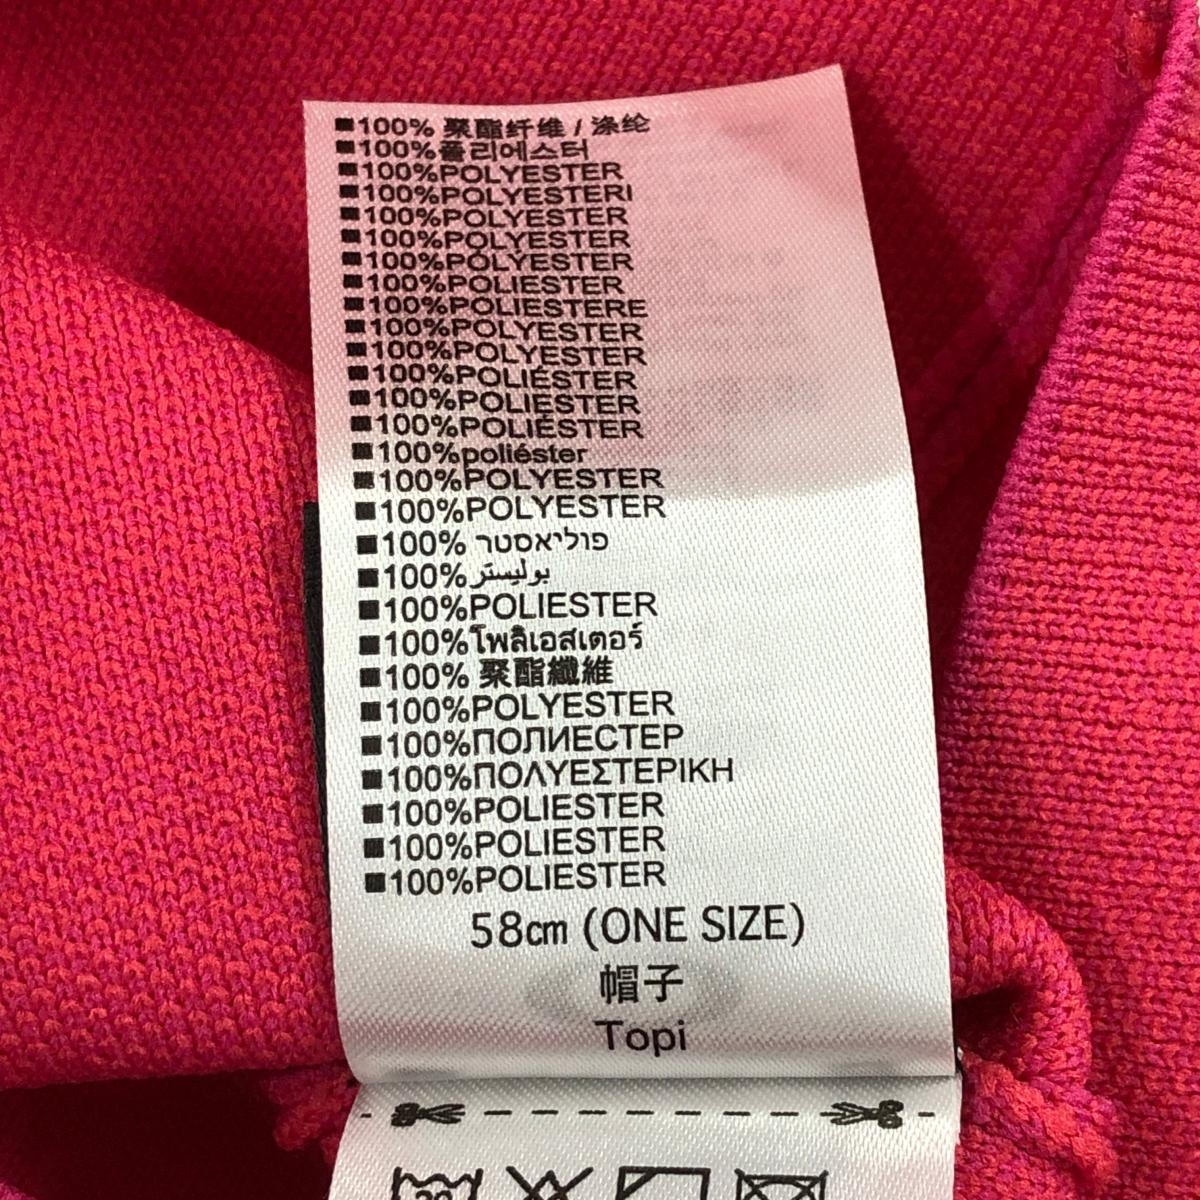 ■100% 聚酯纤维 / 涤纶
■100%폴리에스터
■100%POLYESTER
■100%POLYESTERI
■100%POLYESTER
■100%POLYESTER
■100%POLYESTER
■100%POLIESTER
■100%POLIESTERE
■100%POLYESTER
■100%POLYESTER
■100%POLIÉSTER
■100%POLIESTER
■100%POLIÉSTER
■100%poliéster
■100%POLYESTER
■100%POLYESTER
■100% פוליאסטר
■100%بوليستر
■100%POLIESTER
■100%โพลิเอสเตอร์
■100% 聚酯纖維
■100%POLYESTER
■100%ПОЛИЕСТЕР
■100%ΠΟΛΥΕΣΤΕΡΙΚΗ
■100%POLIESTER
■100%POLIESTER
■100%POLIESTER
58cm (ONE SIZE)
帽子
Topi